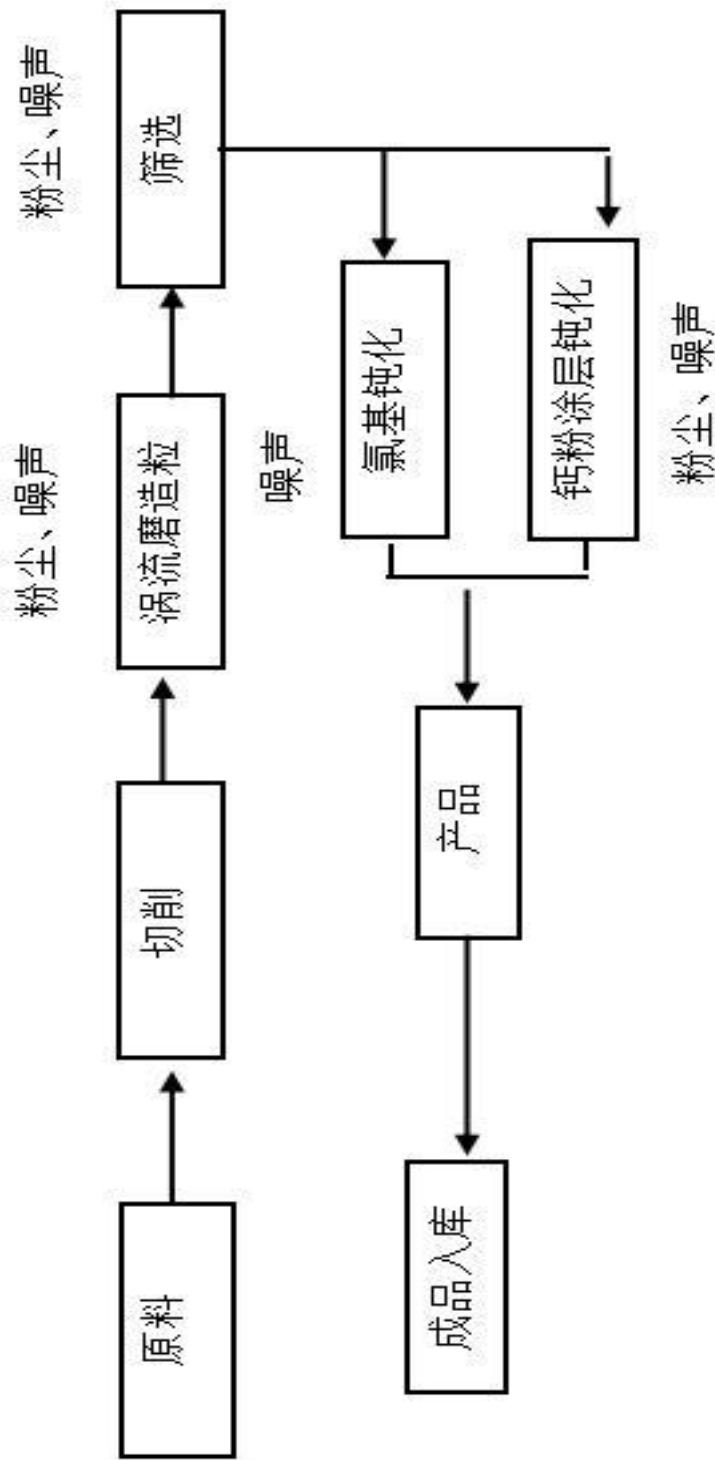 粉尘、噪声
粉尘、噪声
原料
切削
涡流磨造粒
筛选
噪声
氯基钝化
成品入库
产品
钙粉涂层钝化
粉尘、噪声